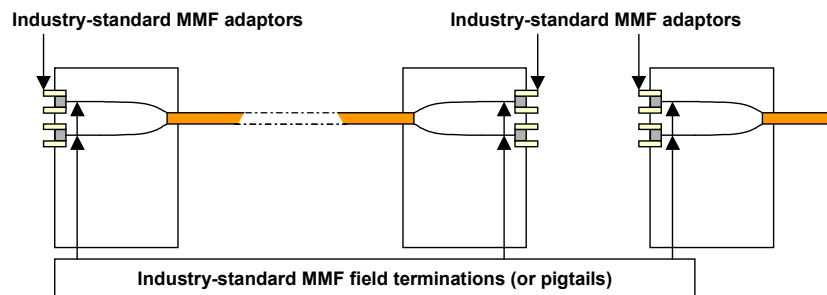 Industry-standard MMF adaptors
Industry-standard MMF adaptors
Industry-standard MMF field terminations (or pigtails)